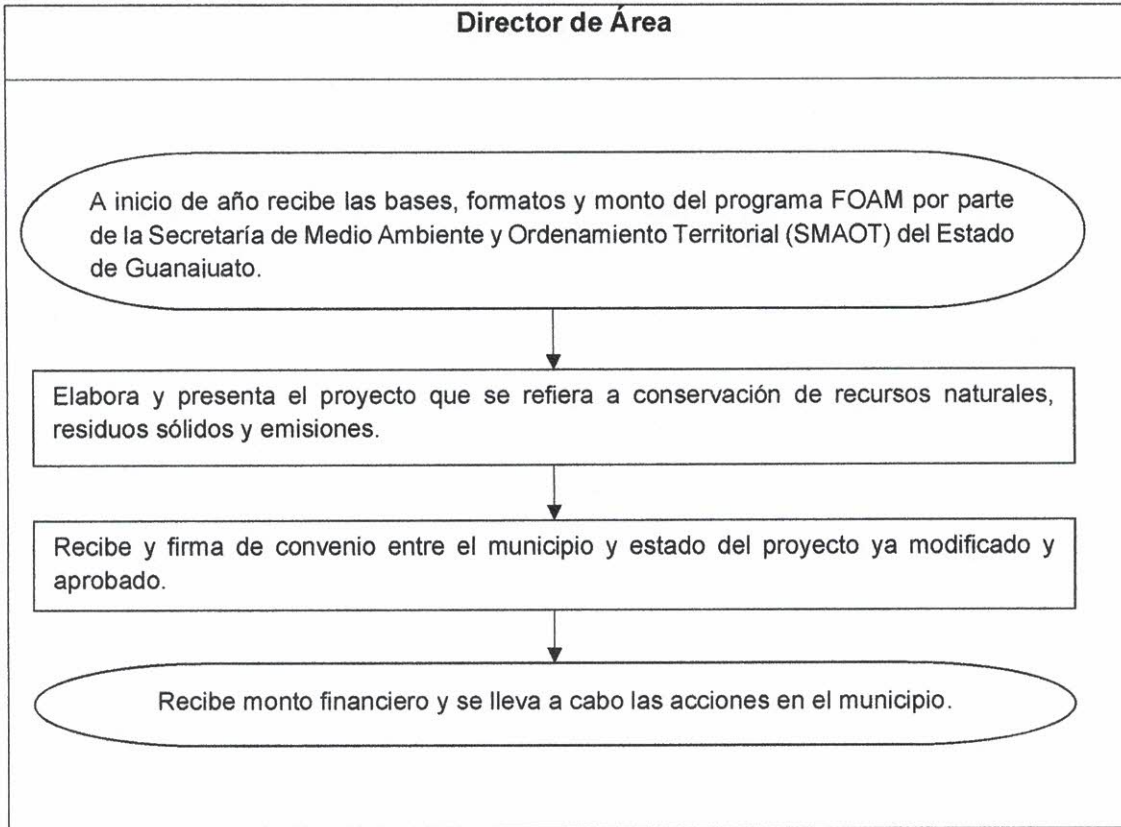 Director de Área
A inicio de año recibe las bases, formatos y monto del programa FOAM por parte
de la Secretaría de Medio Ambiente y Ordenamiento Territorial (SMAOT) del Estado
de Guanajuato.
Elabora y presenta el proyecto que se refiera a conservación de recursos naturales,
residuos sólidos y emisiones.
Recibe y firma de convenio entre el municipio y estado del proyecto ya modificado y
aprobado.
Recibe monto financiero y se lleva a cabo las acciones en el municipio.